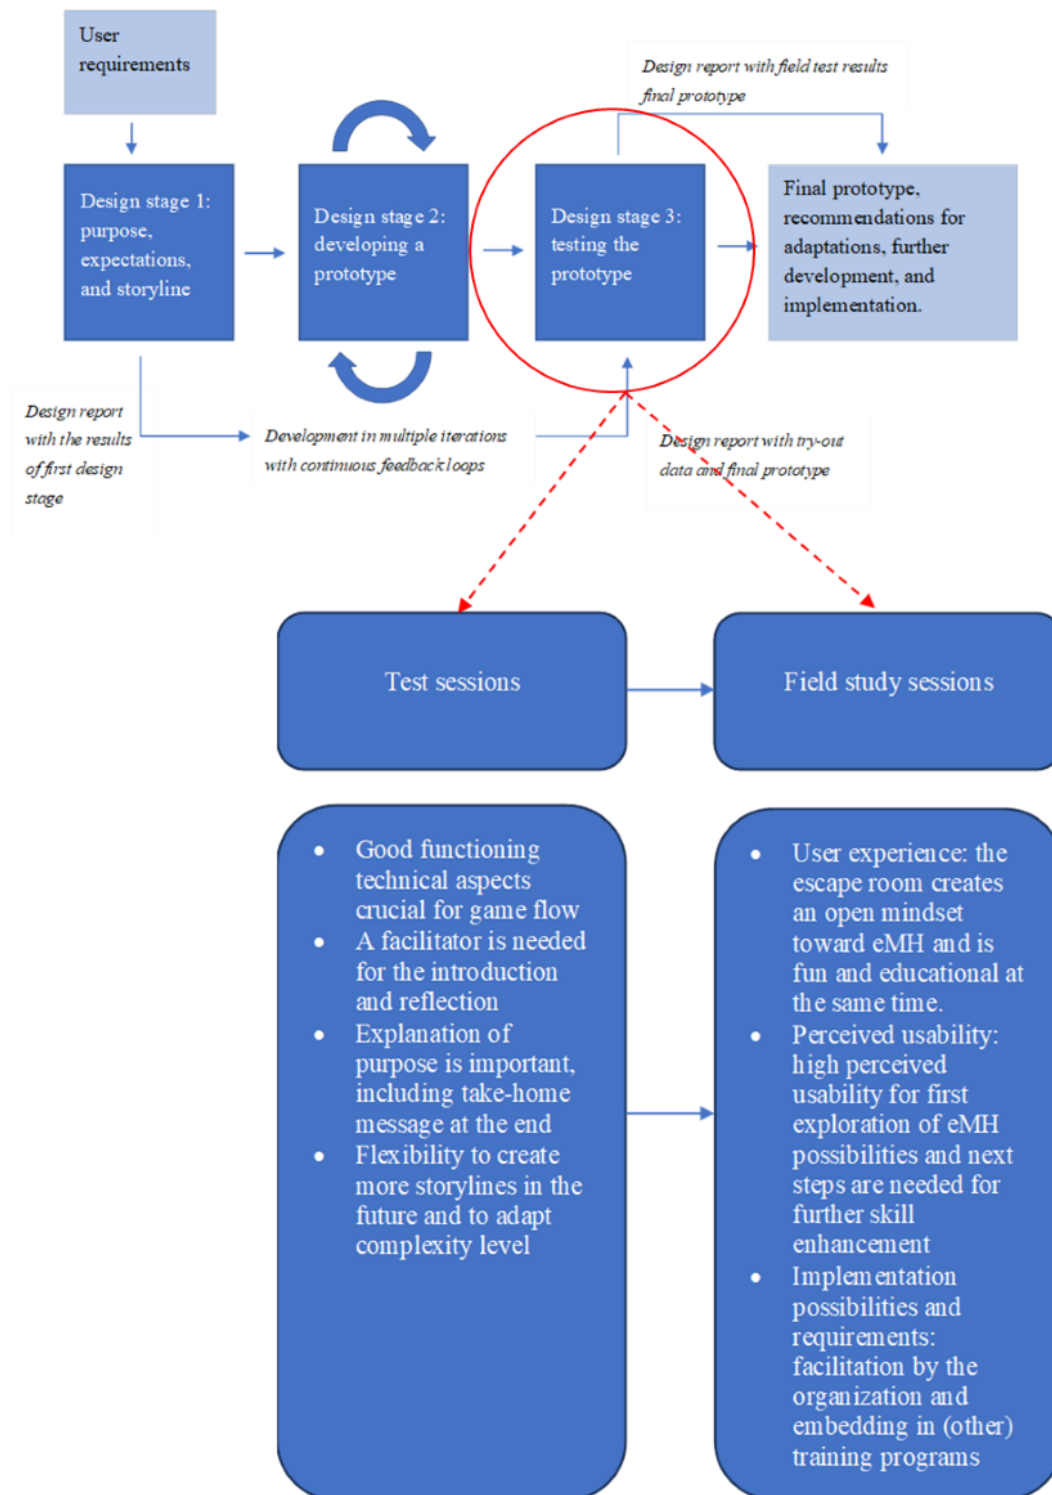 User
requirements
Design report with field test results
final prototype
Design stage 1:
purpose,
expectations,
and storyline
Design stage 2:
developing a
prototype
Design stage 3:
testing the
prototype
Final prototype,
recommendations for
adaptations, further
development, and
implementation.
Design report
with the results
of first design
stage
Development in multiple iterations
with continuous feedback loops
Design report with try-out
data and final prototype
Test sessions
Field study sessions
• Good functioning
technical aspects
crucial for game flow
• A facilitator is needed
for the introduction
and reflection
• Explanation of
purpose is important,
including take-home
message at the end
• Flexibility to create
more storylines in the
future and to adapt
complexity level
• User experience: the
escape room creates
an open mindset
toward eMH and is
fun and educational at
the same time.
• Perceived usability:
high perceived
usability for first
exploration of eMH
possibilities and next
steps are needed for
further skill
enhancement
• Implementation
possibilities and
requirements:
facilitation by the
organization and
embedding in (other)
training programs